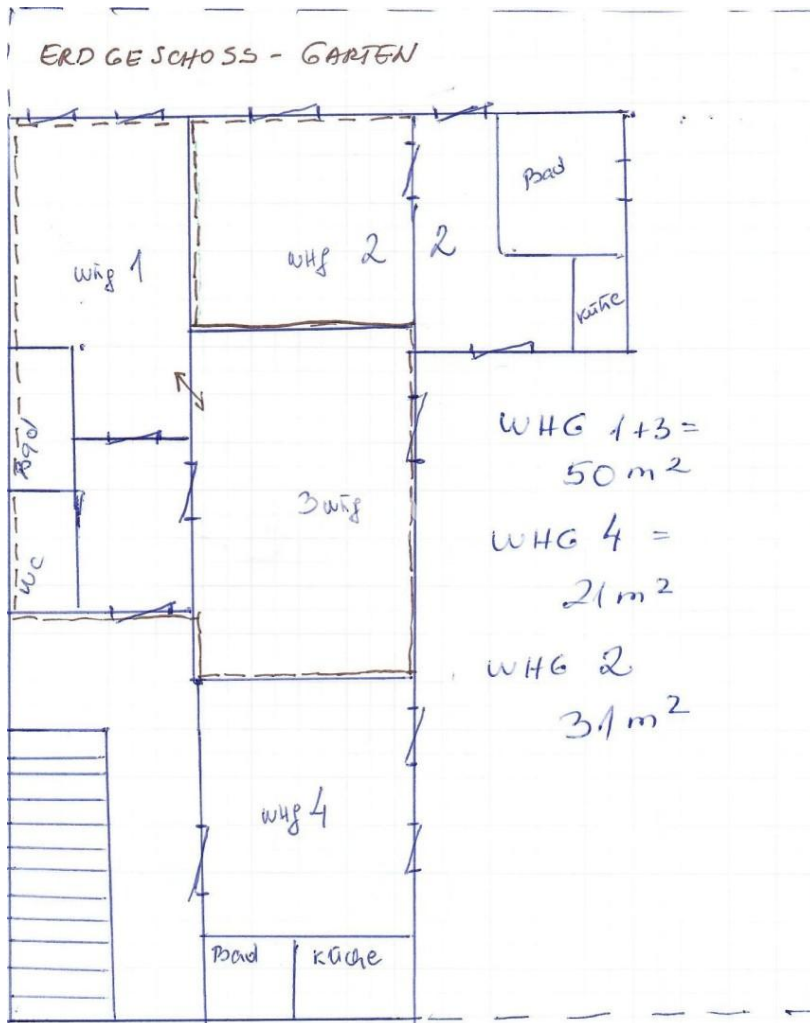 ERDGESCHOSS - GARTEN
Bad
whg 1
WHG 2
2
Küche
Bad
WHG 1+3 =
50 m²
3 whg
WHG 4 =
21 m²
WC
WHG 2
31 m²
WHG 4
Bad
Küche